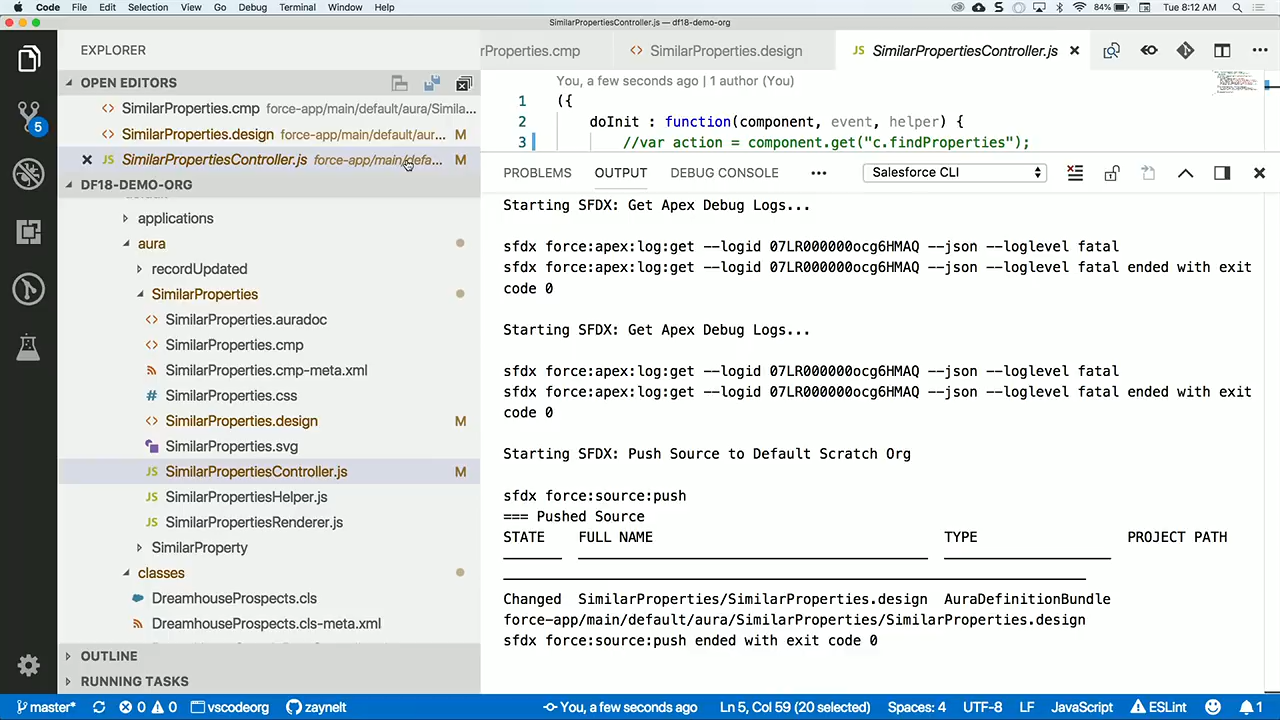 Code File Edit Selection View Go Debug Terminal Window Help 84% Tue 8:12 AM
SimilarPropertiesController.js — df18-demo-org
EXPLORER
rProperties.cmp SimilarProperties.design JS SimilarPropertiesController.js
OPEN EDITORS
SimilarProperties.cmp force-app/main/default/aura/Simila...
SimilarProperties.design force-app/main/default/aur... M
JS SimilarPropertiesController.js force-app/main/defa... M
You, a few seconds ago | 1 author (You)
1 ({
2 doInit : function(component, event, helper) {
3 //var action = component.get("c.findProperties");
DF18-DEMO-ORG
applications
aura
recordUpdated
SimilarProperties
SimilarProperties.auradoc
SimilarProperties.cmp
SimilarProperties.cmp-meta.xml
# SimilarProperties.css
SimilarProperties.design M
SimilarProperties.svg
JS SimilarPropertiesController.js M
JS SimilarPropertiesHelper.js
JS SimilarPropertiesRenderer.js
SimilarProperty
classes
DreamhouseProspects.cls
DreamhouseProspects.cls-meta.xml
OUTLINE
RUNNING TASKS
5
PROBLEMS OUTPUT DEBUG CONSOLE ••• Salesforce CLI
Starting SFDX: Get Apex Debug Logs...
sfdx force:apex:log:get --logid 07LR000000ocg6HMAQ --json --loglevel fatal
sfdx force:apex:log:get --logid 07LR000000ocg6HMAQ --json --loglevel fatal ended with exit
code 0
Starting SFDX: Get Apex Debug Logs...
sfdx force:apex:log:get --logid 07LR000000ocg6HMAQ --json --loglevel fatal
sfdx force:apex:log:get --logid 07LR000000ocg6HMAQ --json --loglevel fatal ended with exit
code 0
Starting SFDX: Push Source to Default Scratch Org
sfdx force:source:push
=== Pushed Source
STATE FULL NAME TYPE PROJECT PATH
Changed SimilarProperties/SimilarProperties.design AuraDefinitionBundle
force-app/main/default/aura/SimilarProperties/SimilarProperties.design
sfdx force:source:push ended with exit code 0
master* 0 0 vscodeorg zaynelt You, a few seconds ago Ln 5, Col 59 (20 selected) Spaces: 4 UTF-8 LF JavaScript ESLint 1